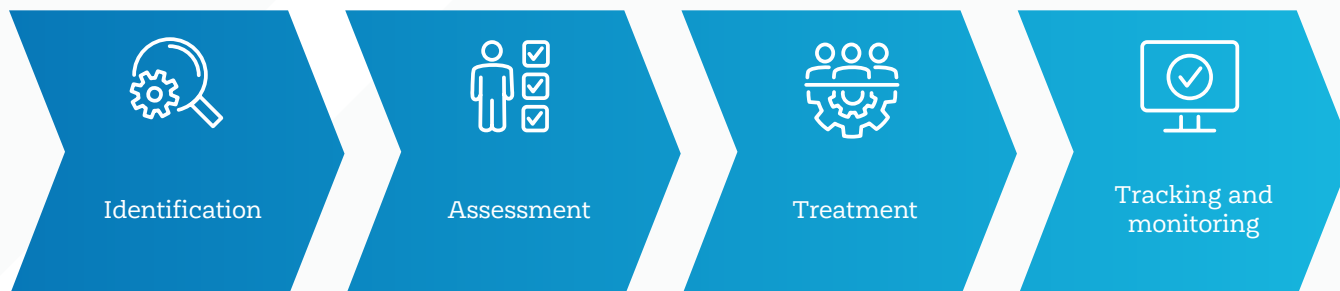 Identification
Assessment
Treatment
Tracking and
monitoring